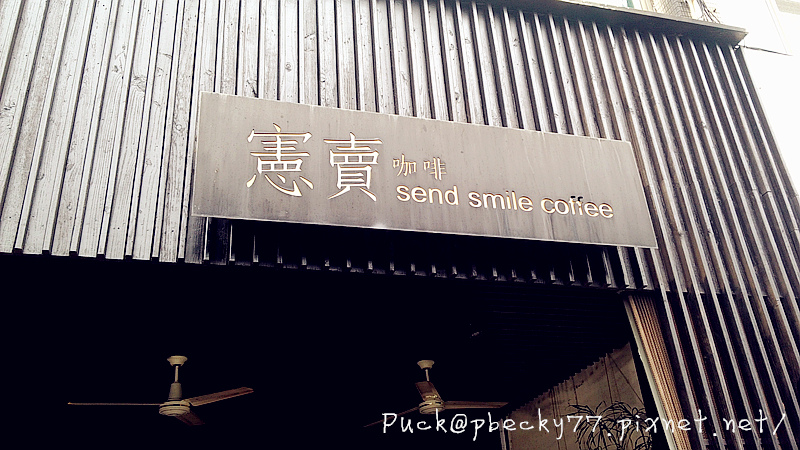 憲賣咖啡
send smile coffee
Puck@pbecky77.pixnet.net/